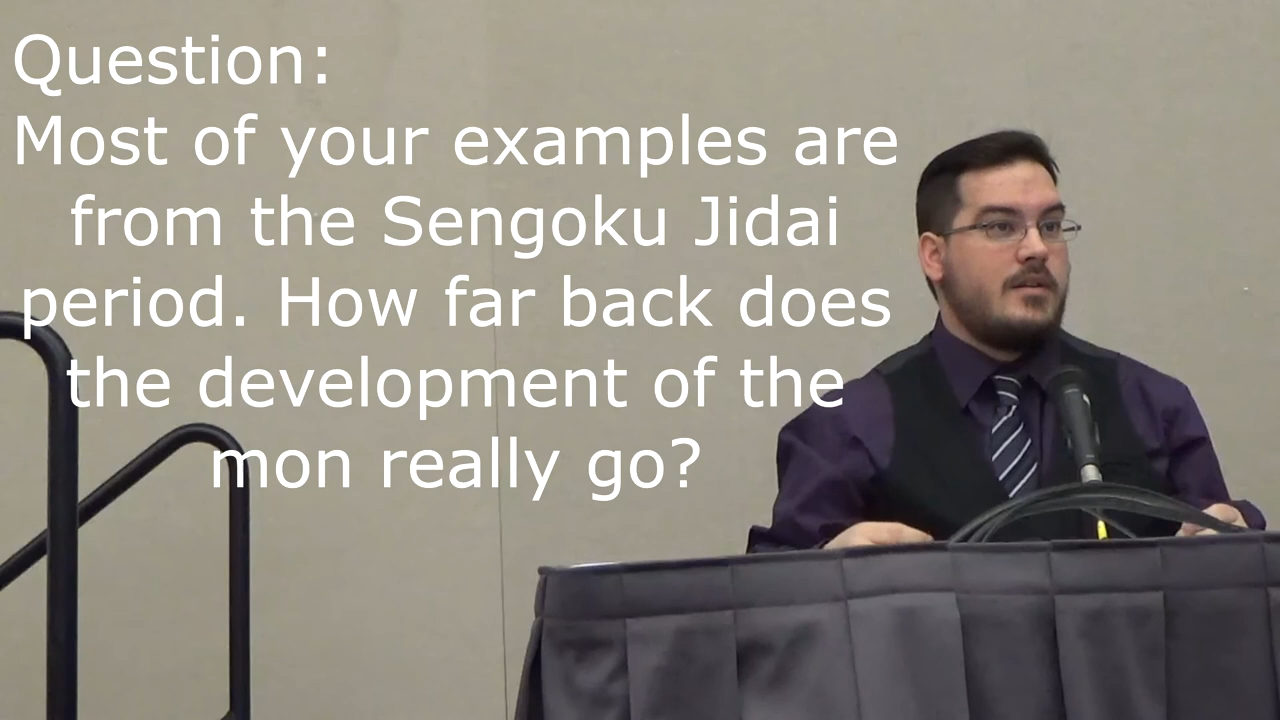 Question:
Most of your examples are
from the Sengoku Jidai
period. How far back does
the development of the
mon really go?